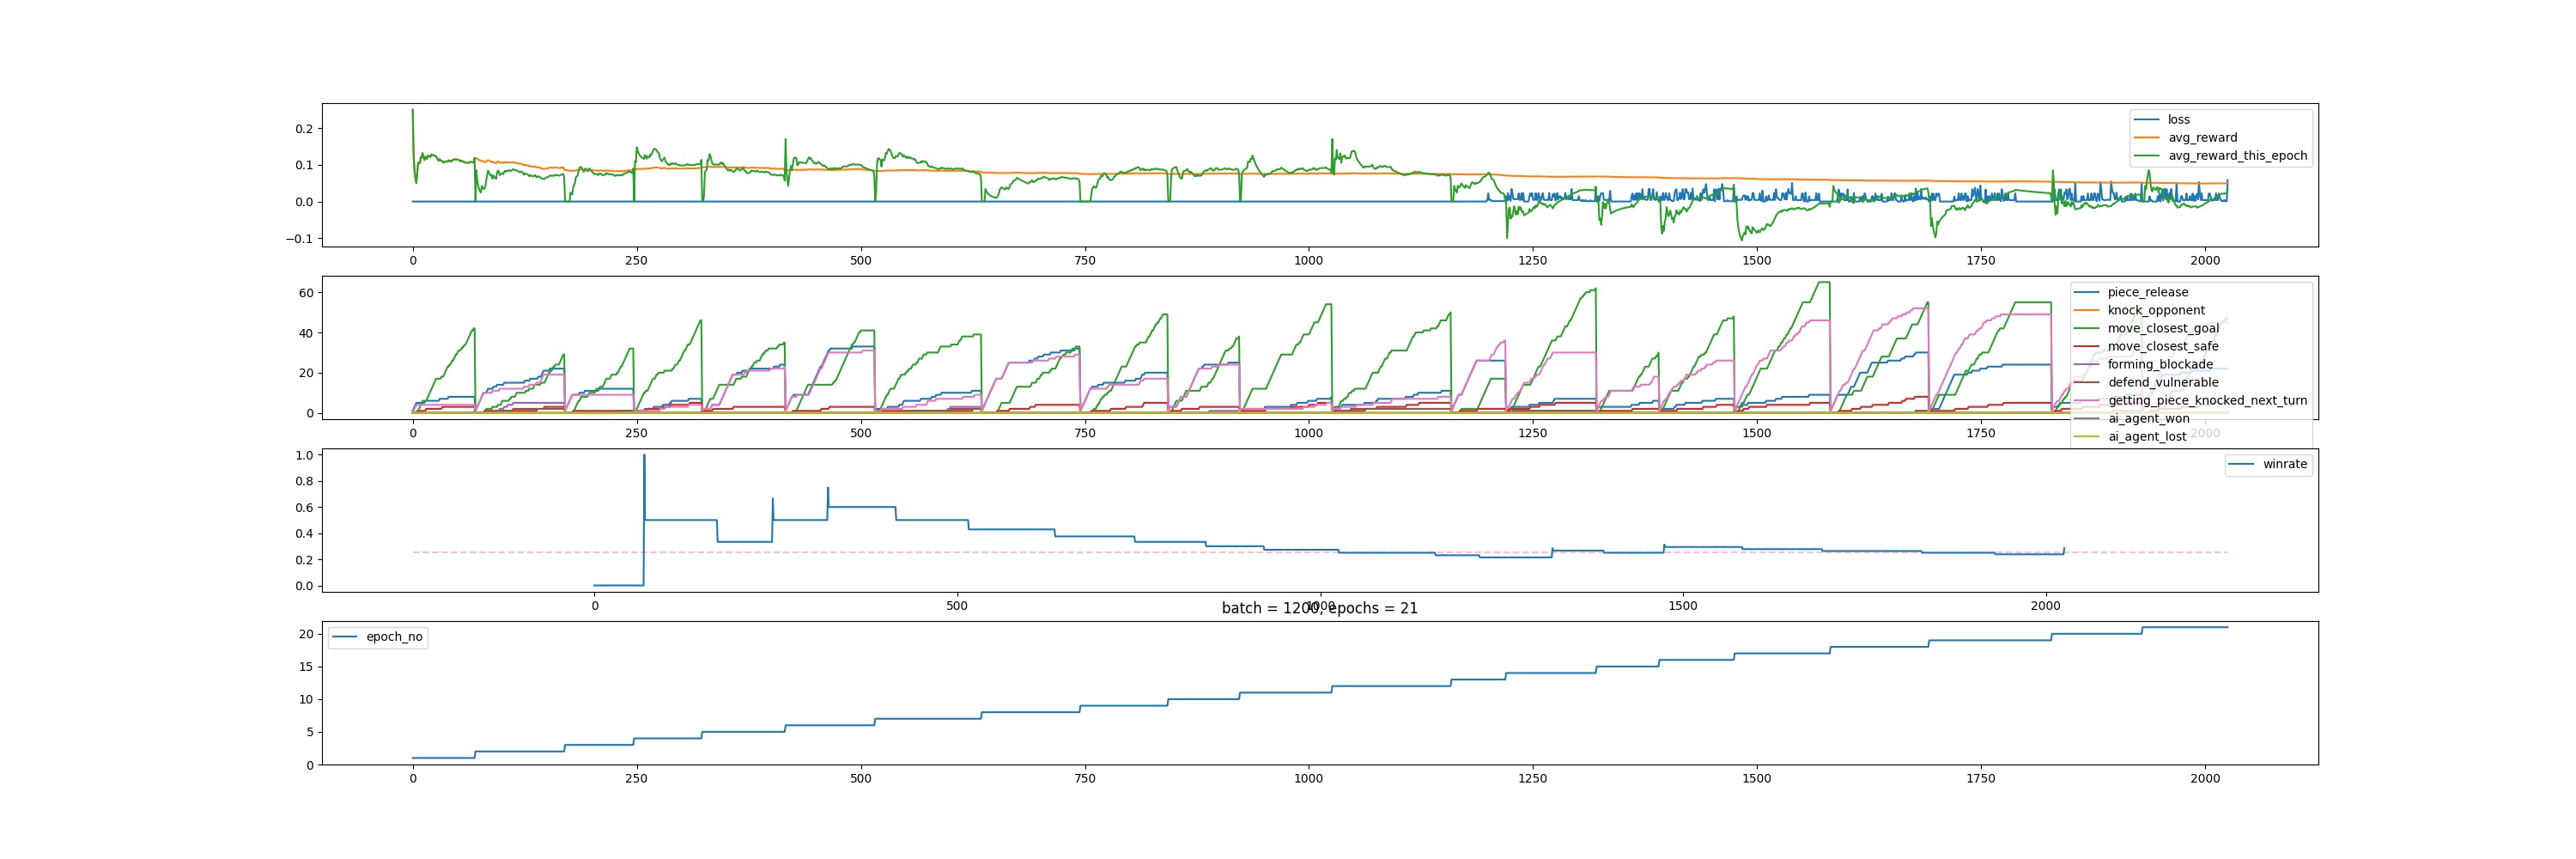 0.2
0.1
0.0
−0.1
loss
avg_reward
avg_reward_this_epoch
0 250 500 750 1000 1250 1500 1750 2000
60
40
20
0
piece_release
knock_opponent
move_closest_goal
move_closest_safe
forming_blockade
defend_vulnerable
getting_piece_knocked_next_turn
ai_agent_won
ai_agent_lost
0 250 500 750 1000 1250 1500 1750 2000
1.0
0.8
0.6
0.4
0.2
0.0
winrate
0 500 1000 1500 2000
batch = 1200, epochs = 21
20
15
10
5
0
epoch_no
0 250 500 750 1000 1250 1500 1750 2000